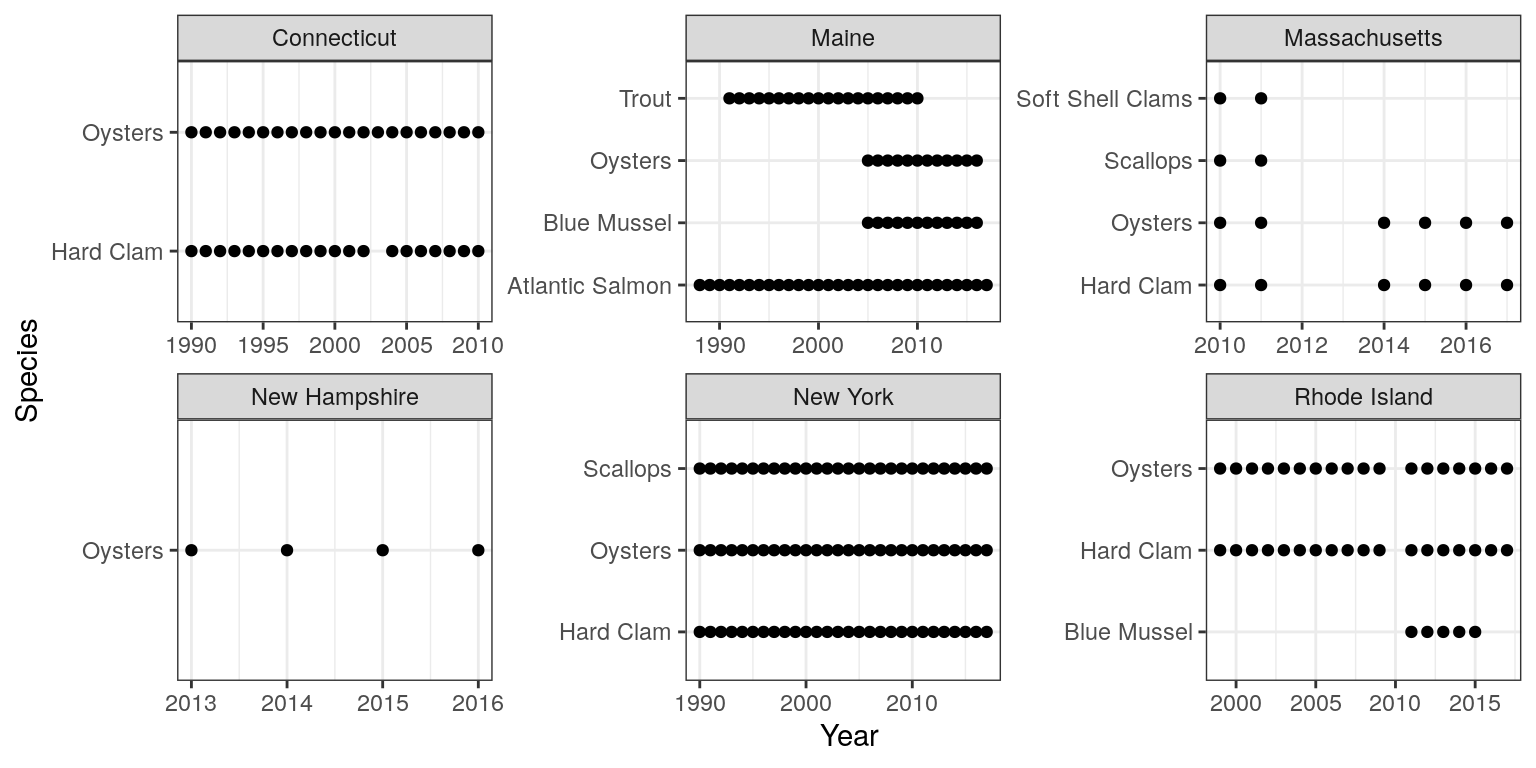 Connecticut
Maine
Massachusetts
Oysters
Hard Clam
1990 1995 2000 2005 2010
Trout
Oysters
Blue Mussel
Atlantic Salmon
1990 2000 2010
Soft Shell Clams
Scallops
Oysters
Hard Clam
2010 2012 2014 2016
Species
New Hampshire
New York
Rhode Island
Oysters
2013 2014 2015 2016
Scallops
Oysters
Hard Clam
1990 2000 2010
Oysters
Hard Clam
Blue Mussel
2000 2005 2010 2015
Year